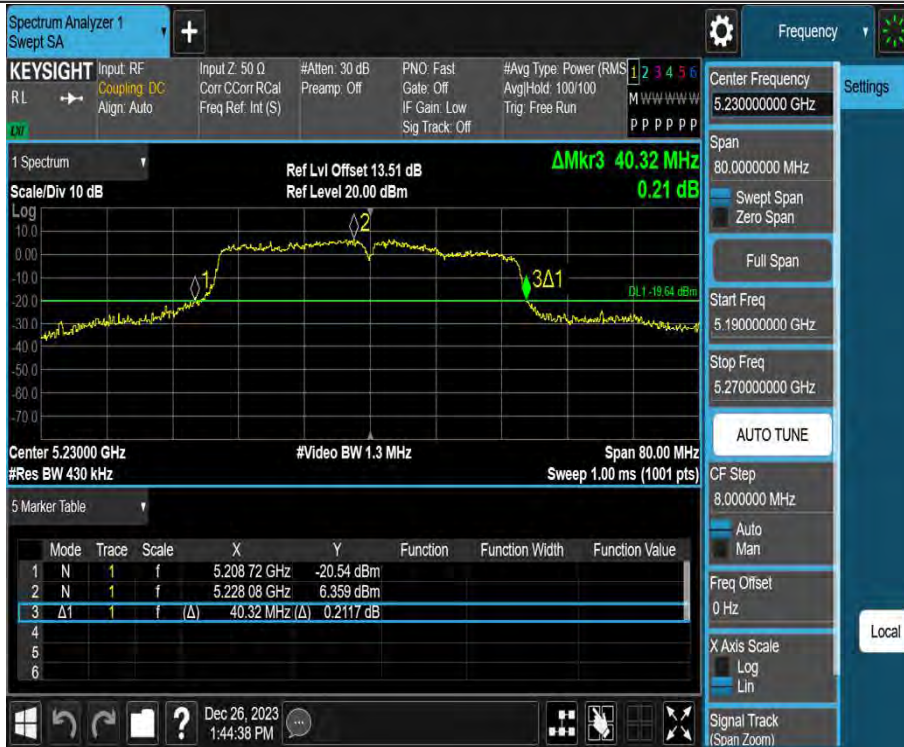 Spectrum Analyzer 1
Swept SA
+
Frequency
KEYSIGHT
RL
LXI
Input: RF
Coupling: DC
Align: Auto
Input Z: 50 Ω
Corr CCorr RCal
Freq Ref: Int (S)
#Atten: 30 dB
Preamp: Off
PNO: Fast
Gate: Off
IF Gain: Low
Sig Track: Off
#Avg Type: Power (RMS
Avg|Hold: 100/100
Trig: Free Run
1 2 3 4 5 6
M W W W W W
P P P P P P
1 Spectrum
Scale/Div 10 dB
Ref Lvl Offset 13.51 dB
Ref Level 20.00 dBm
ΔMkr3 40.32 MHz
0.21 dB
Log
10.0
0.00
-10.0
-20.0
-30.0
-40.0
-50.0
-60.0
-70.0
1
2
3Δ1
DL1 -19.64 dBm
Center 5.23000 GHz
#Res BW 430 kHz
#Video BW 1.3 MHz
Span 80.00 MHz
Sweep 1.00 ms (1001 pts)
5 Marker Table
Mode Trace Scale X Y Function Function Width Function Value
1 N 1 f 5.208 72 GHz -20.54 dBm
2 N 1 f 5.228 08 GHz 6.359 dBm
3 Δ1 1 f (Δ) 40.32 MHz (Δ) 0.2117 dB
4
5
6
?
Dec 26, 2023
1:44:38 PM
Center Frequency
5.230000000 GHz
Settings
Span
80.0000000 MHz
Swept Span
Zero Span
Full Span
Start Freq
5.190000000 GHz
Stop Freq
5.270000000 GHz
AUTO TUNE
CF Step
8.000000 MHz
Auto
Man
Freq Offset
0 Hz
Local
X Axis Scale
Log
Lin
Signal Track
(Span Zoom)